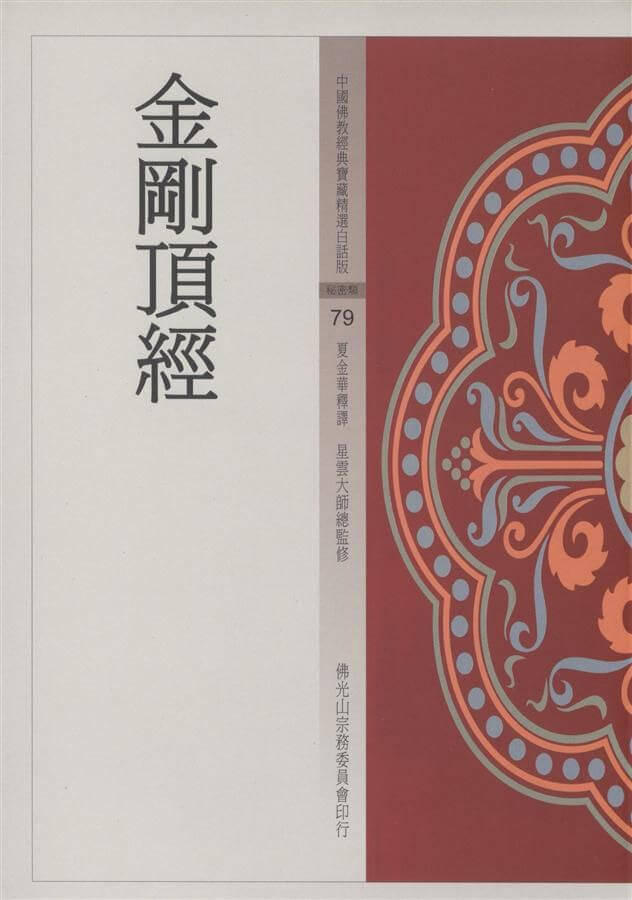 金剛頂經
中國佛教經典寶藏精選白話版
秘密類
79
夏金華釋譯
星雲大師總監修
佛光山宗務委員會印行